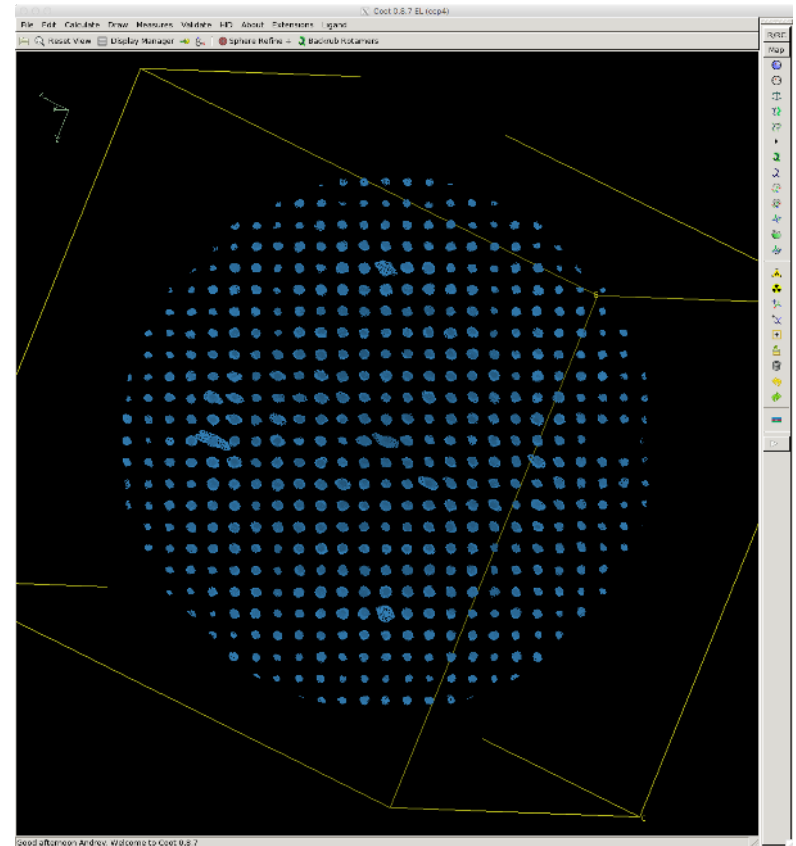 Coot 0.8.7 EL (ccp4)
File Edit Calculate Draw Measures Validate HID About Extensions Ligand
Reset View Display Manager Sphere Refine Backrub Rotamers
R/RC
Map
Good afternoon Andrey. Welcome to Coot 0.8.7